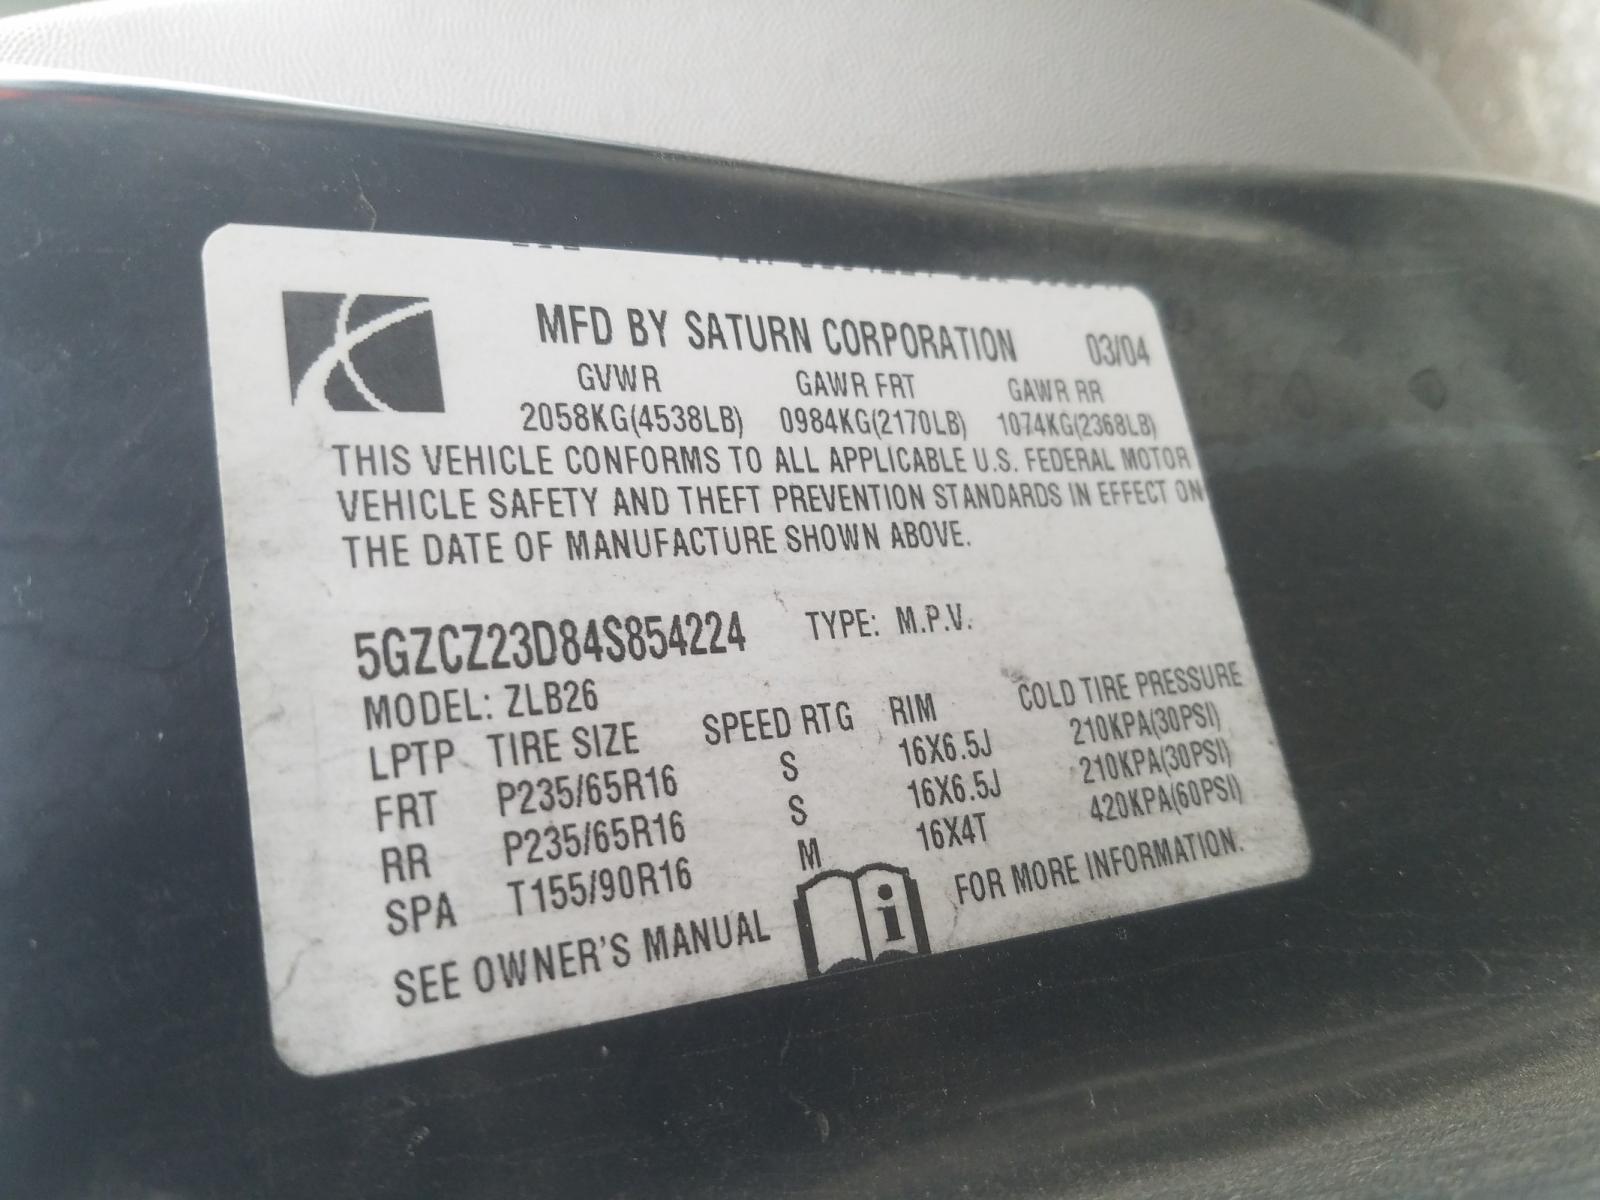 MFD BY SATURN CORPORATION 03/04
GVWR GAWR FRT GAWR RR
2058KG(4538LB) 0984KG(2170LB) 1074KG(2368LB)
THIS VEHICLE CONFORMS TO ALL APPLICABLE U.S. FEDERAL MOTOR
VEHICLE SAFETY AND THEFT PREVENTION STANDARDS IN EFFECT ON
THE DATE OF MANUFACTURE SHOWN ABOVE.
5GZCZ23D84S854224 TYPE: M.P.V.
MODEL: ZLB26
LPTP TIRE SIZE SPEED RTG RIM COLD TIRE PRESSURE
FRT P235/65R16 S 16X6.5J 210KPA(30PSI)
RR P235/65R16 S 16X6.5J 210KPA(30PSI)
SPA T155/90R16 M 16X4T 420KPA(60PSI)
SEE OWNER'S MANUAL i FOR MORE INFORMATION.